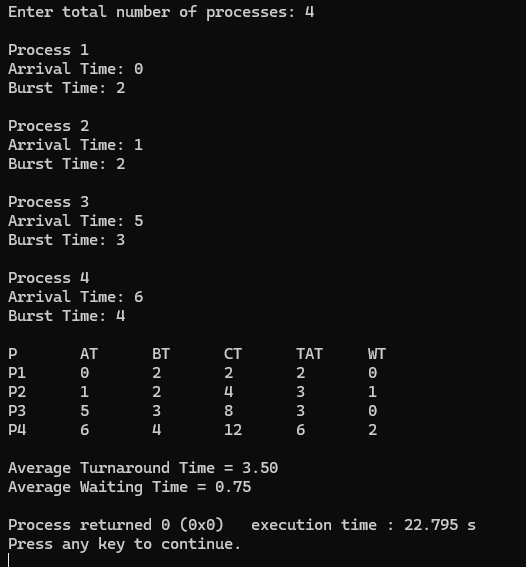 Enter total number of processes: 4
Process 1
Arrival Time: 0
Burst Time: 2
Process 2
Arrival Time: 1
Burst Time: 2
Process 3
Arrival Time: 5
Burst Time: 3
Process 4
Arrival Time: 6
Burst Time: 4
P AT BT CT TAT WT
P1 0 2 2 2 0
P2 1 2 4 3 1
P3 5 3 8 3 0
P4 6 4 12 6 2
Average Turnaround Time = 3.50
Average Waiting Time = 0.75
Process returned 0 (0x0) execution time : 22.795 s
Press any key to continue.